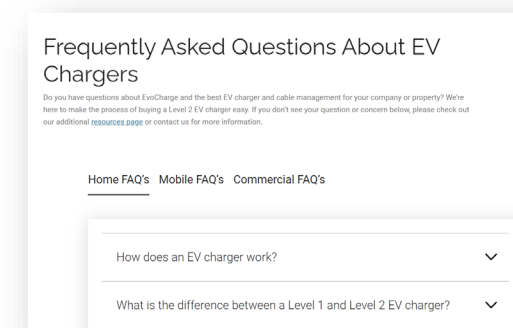 Frequently Asked Questions About EV
Chargers
Do you have questions about EvoCharge and the best EV charger and cable management for your company or property? We're
here to make the process of buying a Level 2 EV charger easy. If you don't see your question or concern below, please check out
our additional resources page or contact us for more information.
Home FAQ's Mobile FAQ's Commercial FAQ's
How does an EV charger work?
What is the difference between a Level 1 and Level 2 EV charger?